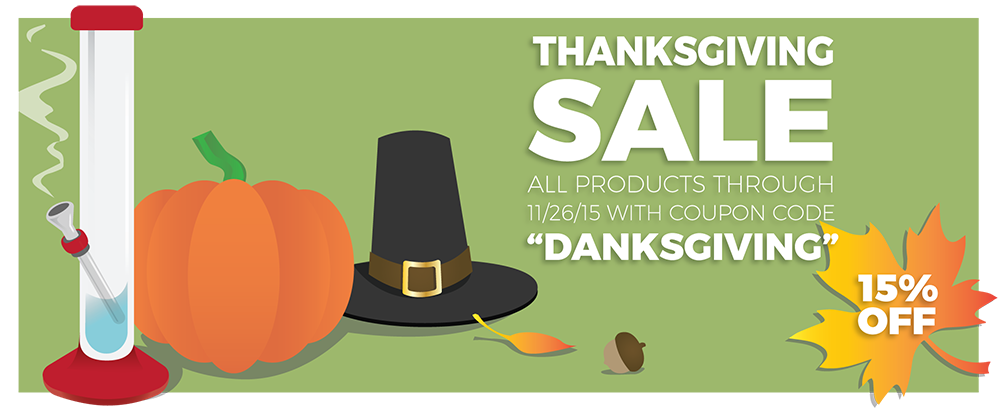 THANKSGIVING
SALE
ALL PRODUCTS THROUGH
11/26/15 WITH COUPON CODE
“DANKSGIVING”
15%
OFF